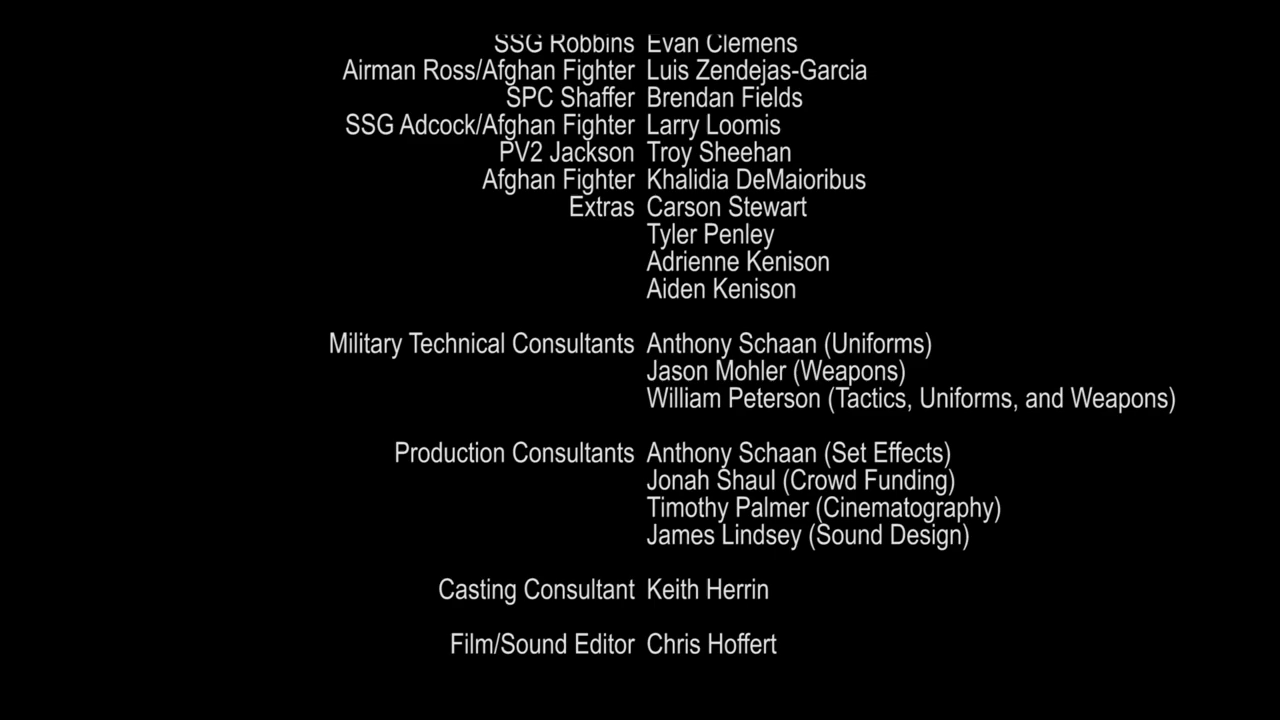 SSG Robbins Evan Clemens
Airman Ross/Afghan Fighter Luis Zendejas-Garcia
SPC Shaffer Brendan Fields
SSG Adcock/Afghan Fighter Larry Loomis
PV2 Jackson Troy Sheehan
Afghan Fighter Khalidia DeMaioribus
Extras Carson Stewart
Tyler Penley
Adrienne Kenison
Aiden Kenison
Military Technical Consultants Anthony Schaan (Uniforms)
Jason Mohler (Weapons)
William Peterson (Tactics, Uniforms, and Weapons)
Production Consultants Anthony Schaan (Set Effects)
Jonah Shaul (Crowd Funding)
Timothy Palmer (Cinematography)
James Lindsey (Sound Design)
Casting Consultant Keith Herrin
Film/Sound Editor Chris Hoffert